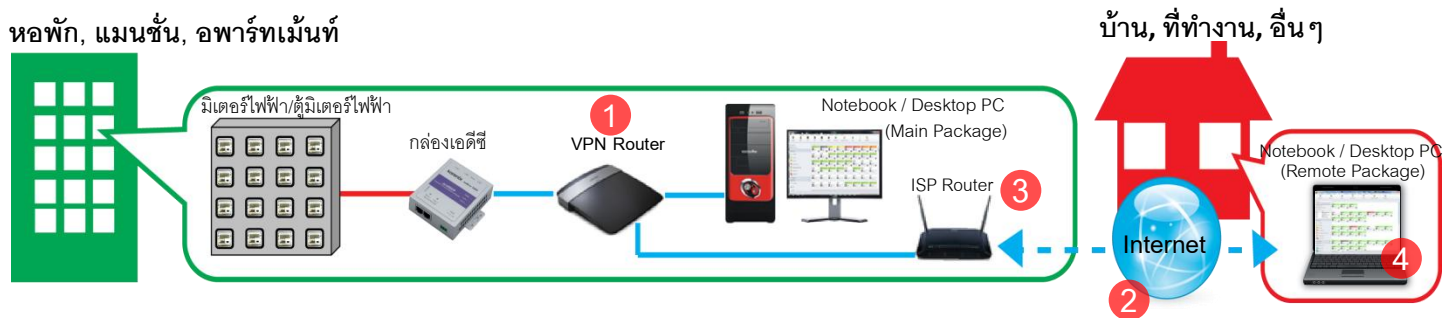 หอพัก, แมนชั่น, อพาร์ทเม้นท์
บ้าน, ที่ทำงาน, อื่น ๆ
มิเตอร์ไฟฟ้า/ตู้มิเตอร์ไฟฟ้า
กล่องเอดีซี
1
VPN Router
Notebook / Desktop PC
(Main Package)
ISP Router
3
Internet
2
Notebook / Desktop PC
(Remote Package)
4